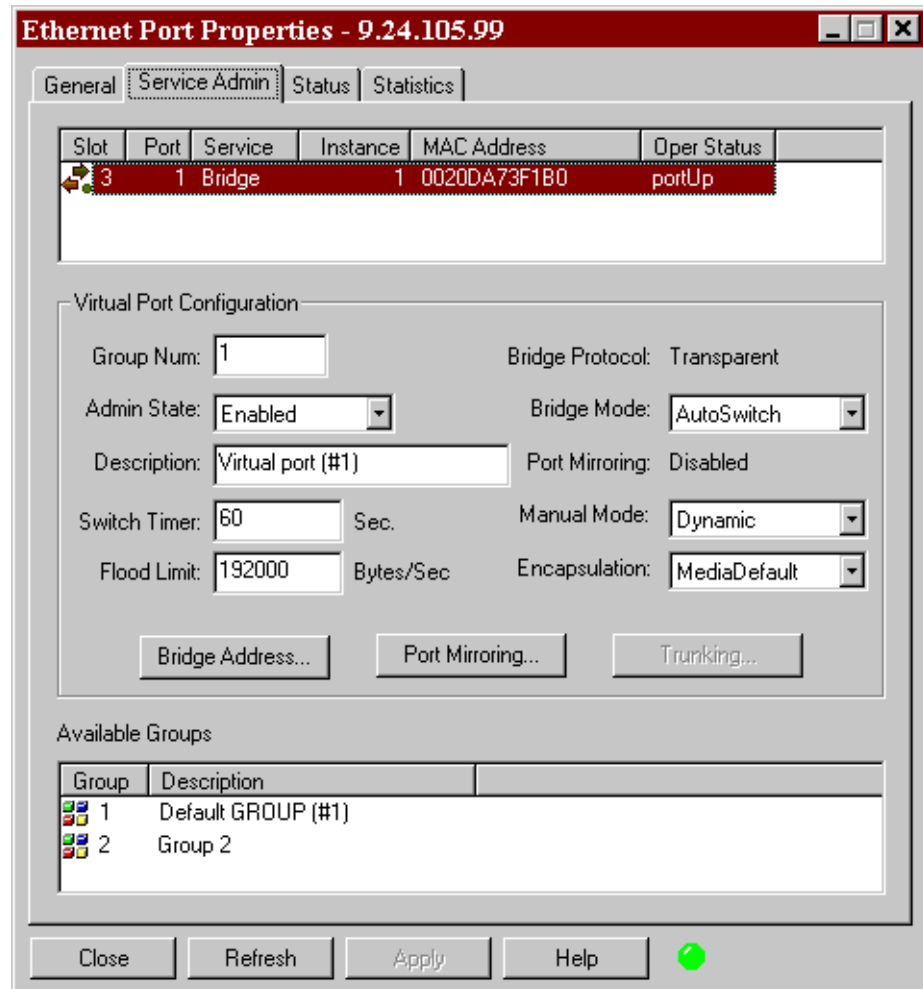 Ethernet Port Properties - 9.24.105.99
General Service Admin Status Statistics
Slot Port Service Instance MAC Address Oper Status
3 1 Bridge 1 0020DA73F1B0 portUp
Virtual Port Configuration
Group Num: 1 Bridge Protocol: Transparent
Admin State: Enabled Bridge Mode: AutoSwitch
Description: Virtual port (#1) Port Mirroring: Disabled
Switch Timer: 60 Sec. Manual Mode: Dynamic
Flood Limit: 192000 Bytes/Sec Encapsulation: MediaDefault
Bridge Address... Port Mirroring... Trunking...
Available Groups
Group Description
1 Default GROUP (#1)
2 Group 2
Close Refresh Apply Help